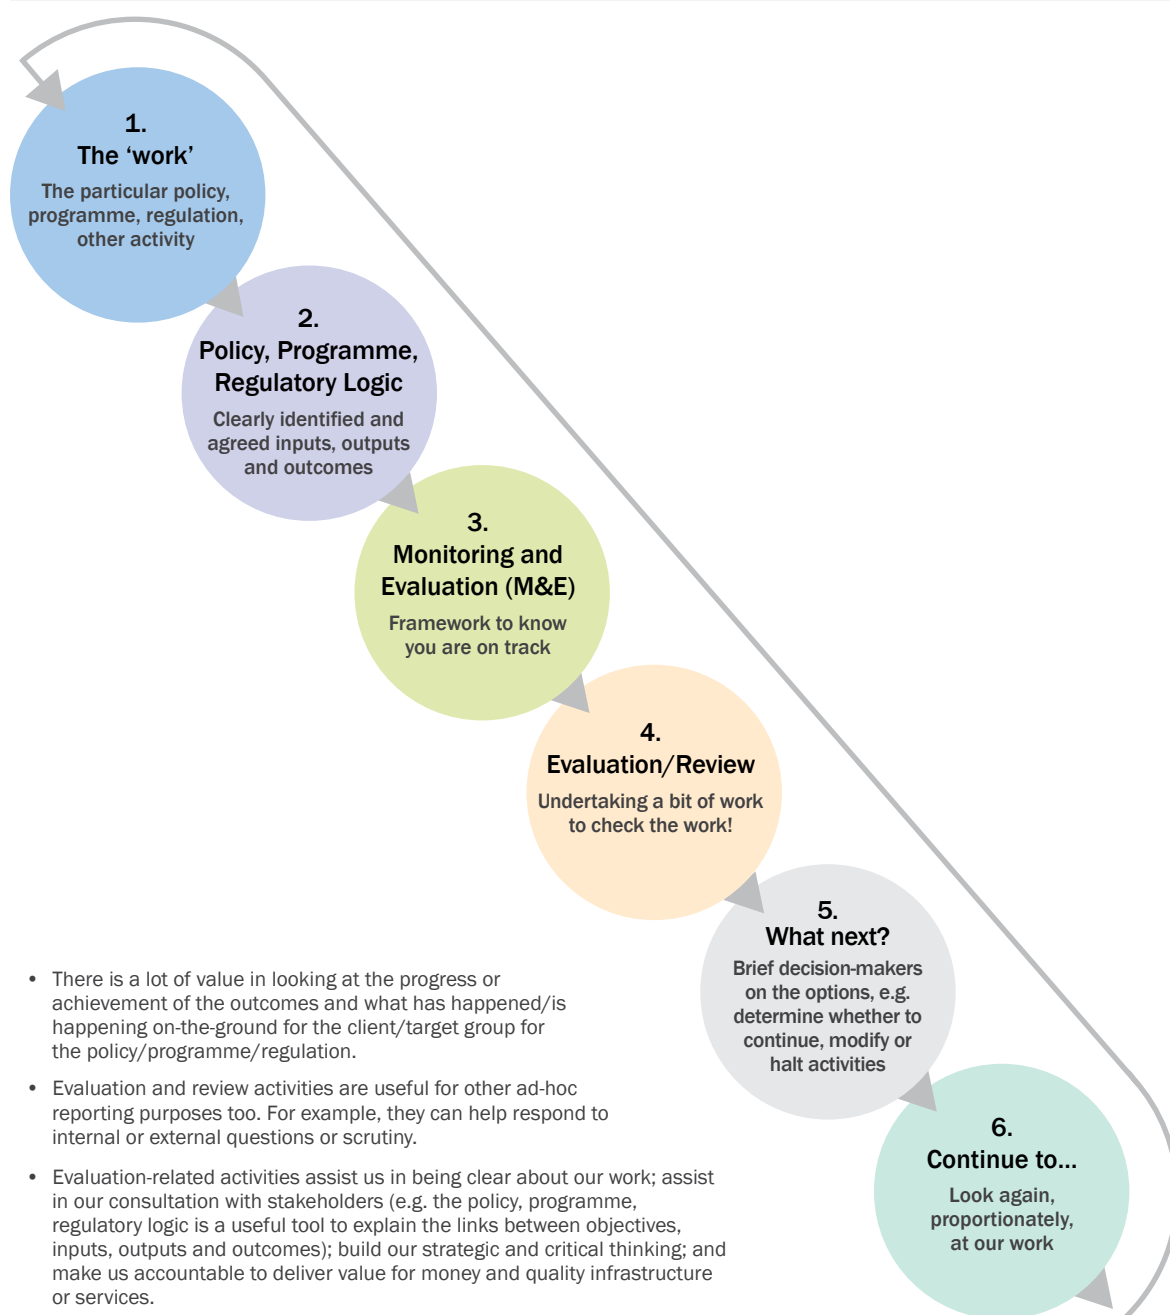 1.
The ‘work’
The particular policy,
programme, regulation,
other activity
2.
Policy, Programme,
Regulatory Logic
Clearly identified and
agreed inputs, outputs
and outcomes
3.
Monitoring and
Evaluation (M&E)
Framework to know
you are on track
4.
Evaluation/Review
Undertaking a bit of work
to check the work!
5.
What next?
Brief decision-makers
on the options, e.g.
determine whether to
continue, modify or
halt activities
6.
Continue to...
Look again,
proportionately,
at our work
• There is a lot of value in looking at the progress or
achievement of the outcomes and what has happened/is
happening on-the-ground for the client/target group for
the policy/programme/regulation.
• Evaluation and review activities are useful for other ad-hoc
reporting purposes too. For example, they can help respond to
internal or external questions or scrutiny.
• Evaluation-related activities assist us in being clear about our work; assist
in our consultation with stakeholders (e.g. the policy, programme,
regulatory logic is a useful tool to explain the links between objectives,
inputs, outputs and outcomes); build our strategic and critical thinking; and
make us accountable to deliver value for money and quality infrastructure
or services.